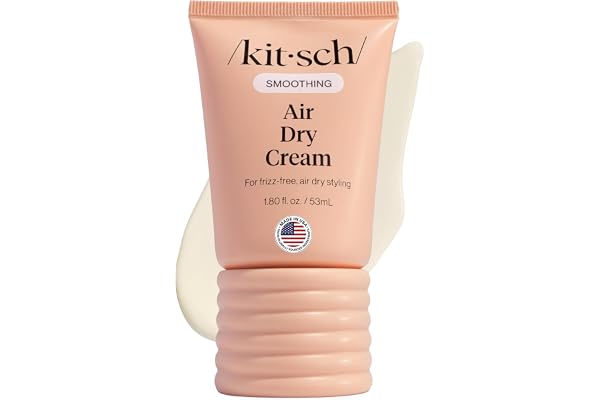 /kit·sch/
SMOOTHING
Air
Dry
Cream
For frizz-free, air dry styling
1.80 fl. oz. / 53mL
MADE IN USA